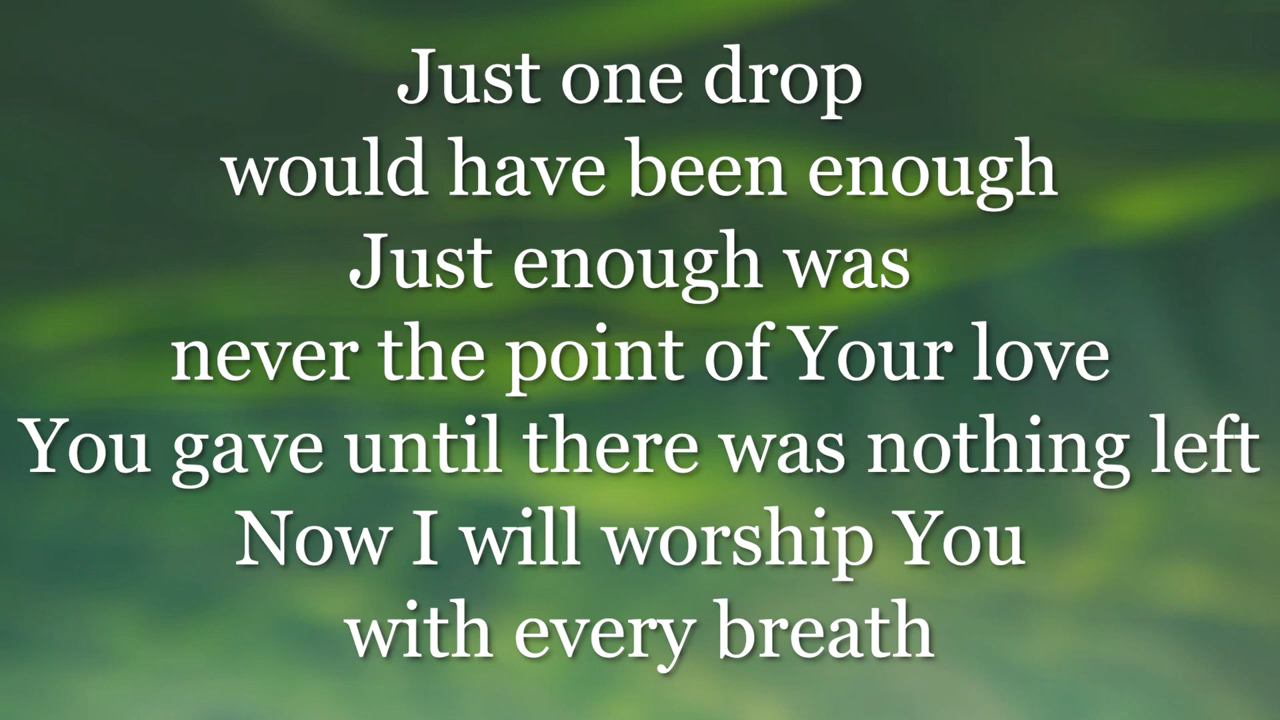 Just one drop
would have been enough
Just enough was
never the point of Your love
You gave until there was nothing left
Now I will worship You
with every breath